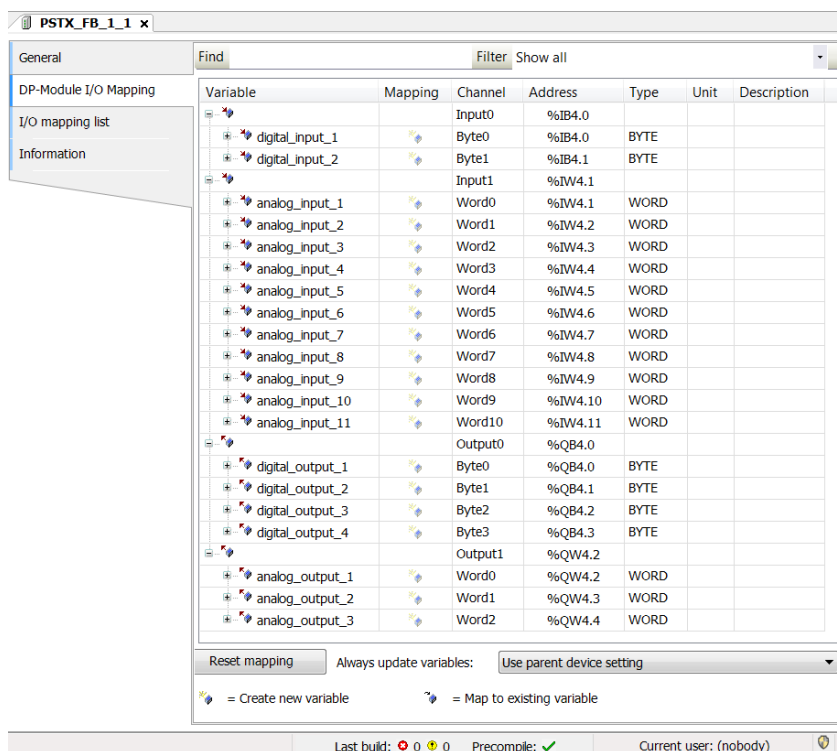 PSTX_FB_1_1 x
General
DP-Module I/O Mapping
I/O mapping list
Information
Find Filter Show all
Variable Mapping Channel Address Type Unit Description
Input0 %IB4.0
digital_input_1 Byte0 %IB4.0 BYTE
digital_input_2 Byte1 %IB4.1 BYTE
Input1 %IW4.1
analog_input_1 Word0 %IW4.1 WORD
analog_input_2 Word1 %IW4.2 WORD
analog_input_3 Word2 %IW4.3 WORD
analog_input_4 Word3 %IW4.4 WORD
analog_input_5 Word4 %IW4.5 WORD
analog_input_6 Word5 %IW4.6 WORD
analog_input_7 Word6 %IW4.7 WORD
analog_input_8 Word7 %IW4.8 WORD
analog_input_9 Word8 %IW4.9 WORD
analog_input_10 Word9 %IW4.10 WORD
analog_input_11 Word10 %IW4.11 WORD
Output0 %QB4.0
digital_output_1 Byte0 %QB4.0 BYTE
digital_output_2 Byte1 %QB4.1 BYTE
digital_output_3 Byte2 %QB4.2 BYTE
digital_output_4 Byte3 %QB4.3 BYTE
Output1 %QW4.2
analog_output_1 Word0 %QW4.2 WORD
analog_output_2 Word1 %QW4.3 WORD
analog_output_3 Word2 %QW4.4 WORD
Reset mapping Always update variables: Use parent device setting
= Create new variable = Map to existing variable
Last build: 0 0 Precompile: Current user: (nobody)